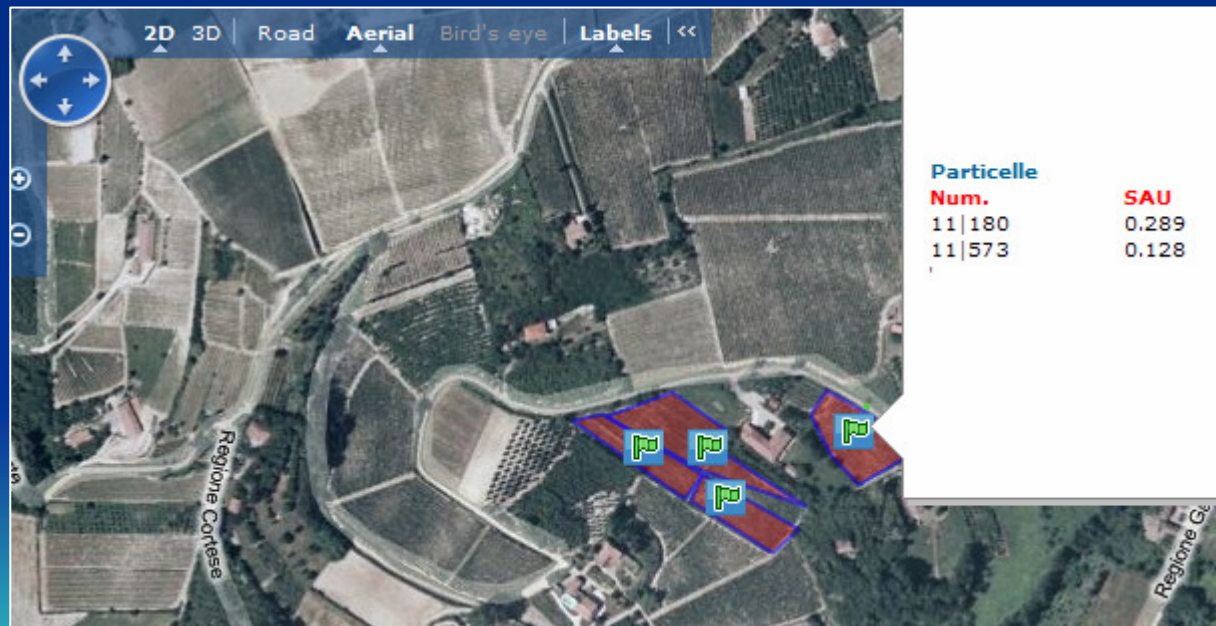 2D 3D Road Aerial Bird's eye Labels <<
Particelle
Num. SAU
11|180 0.289
11|573 0.128
Regione Cortese
Regione Ga